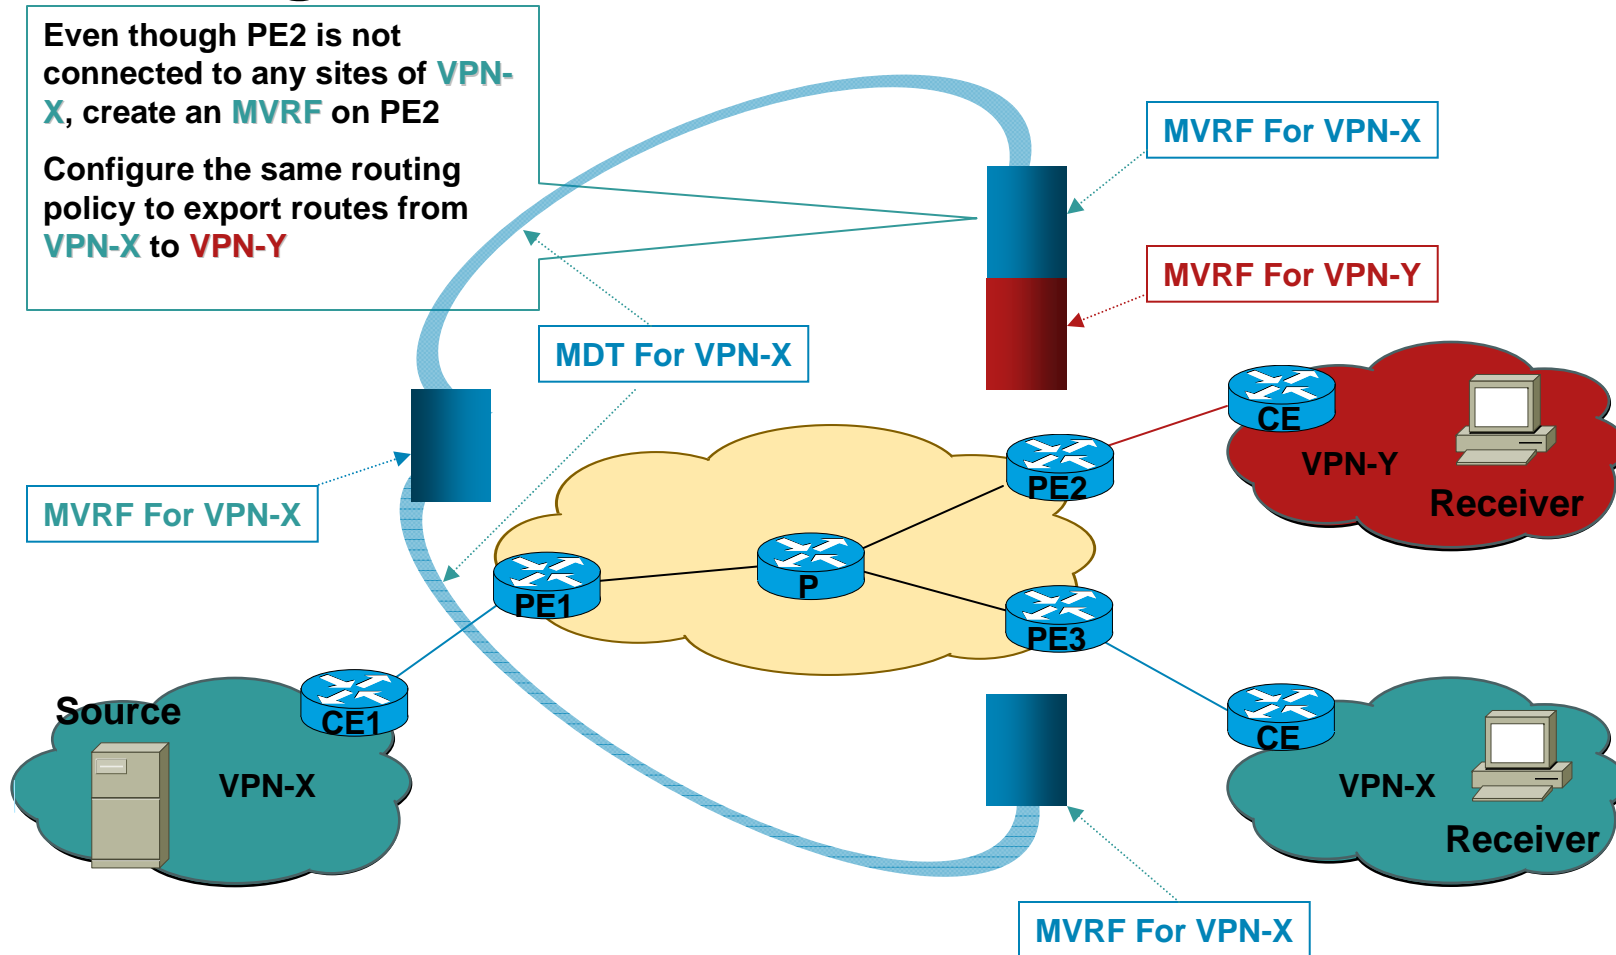 Even though PE2 is not
connected to any sites of VPN-
X, create an MVRF on PE2
Configure the same routing
policy to export routes from
VPN-X to VPN-Y
MVRF For VPN-X
MVRF For VPN-Y
MDT For VPN-X
MVRF For VPN-X
CE
VPN-Y
Receiver
PE2
P
PE1
PE3
Source
CE1
VPN-X
CE
VPN-X
Receiver
MVRF For VPN-X